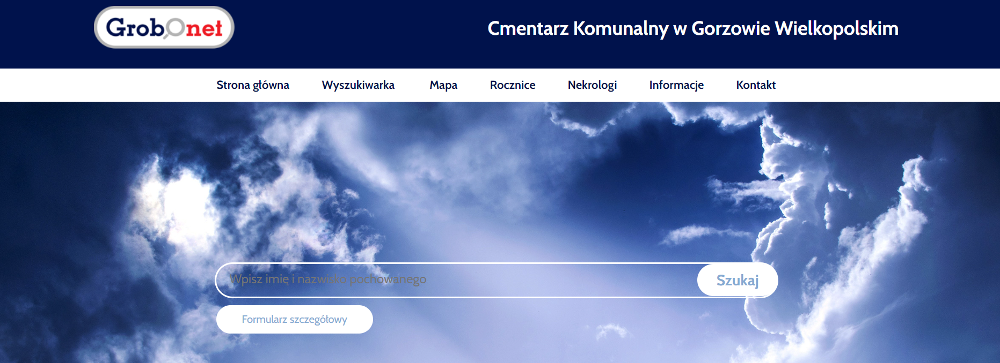 GrobOnet
Cmentarz Komunalny w Gorzowie Wielkopolskim
Strona główna Wyszukiwarka Mapa Rocznice Nekrologi Informacje Kontakt
Wpisz imię i nazwisko pochowanego
Szukaj
Formularz szczegółowy